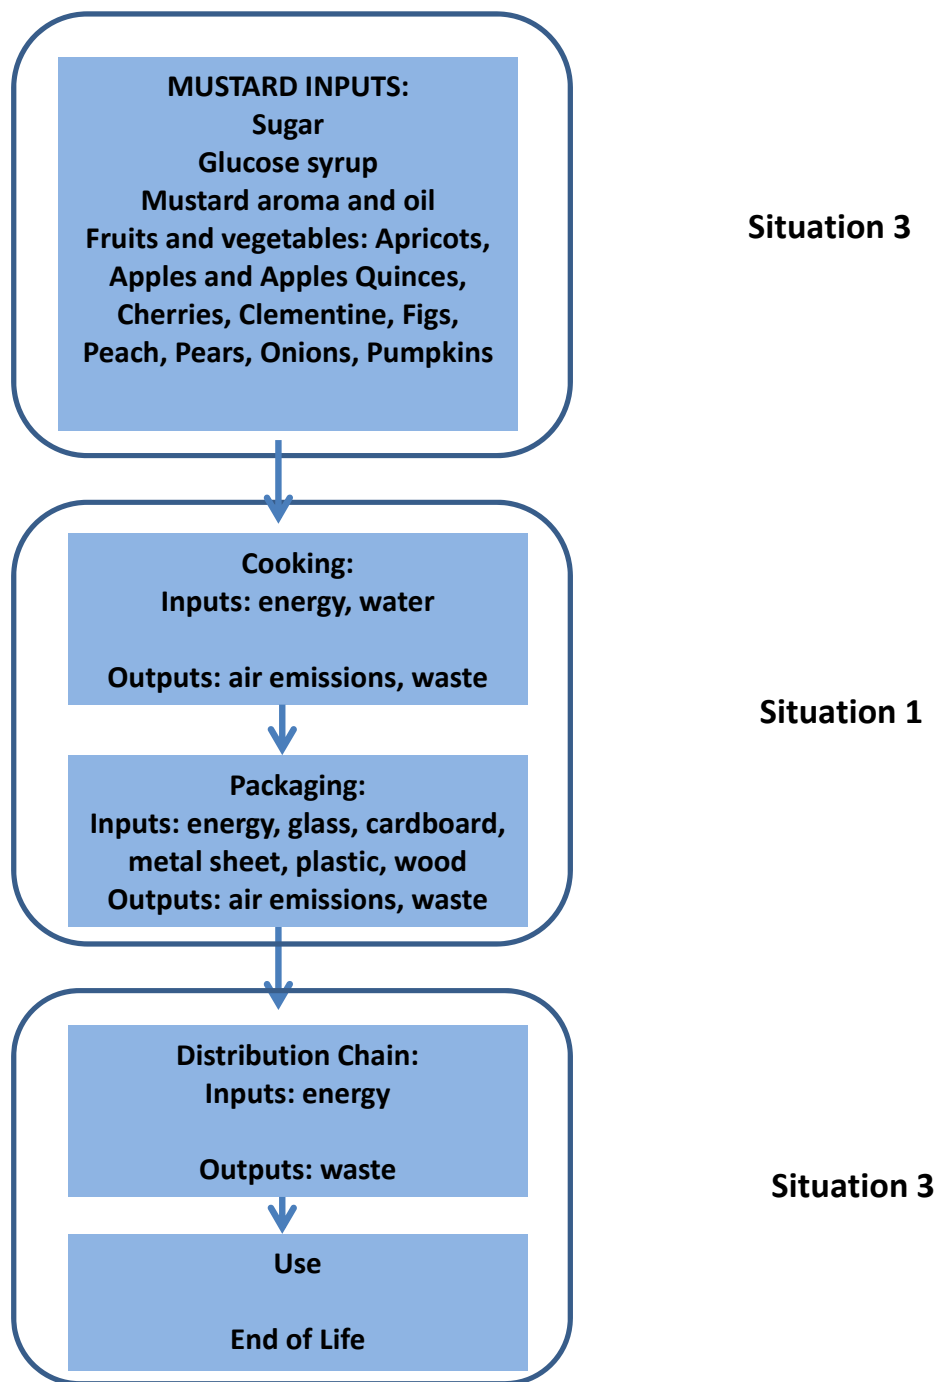 MUSTARD INPUTS:
Sugar
Glucose syrup
Mustard aroma and oil
Fruits and vegetables: Apricots,
Apples and Apples Quinces,
Cherries, Clementine, Figs,
Peach, Pears, Onions, Pumpkins
Situation 3
Cooking:
Inputs: energy, water
Outputs: air emissions, waste
Situation 1
Packaging:
Inputs: energy, glass, cardboard,
metal sheet, plastic, wood
Outputs: air emissions, waste
Distribution Chain:
Inputs: energy
Outputs: waste
Situation 3
Use
End of Life